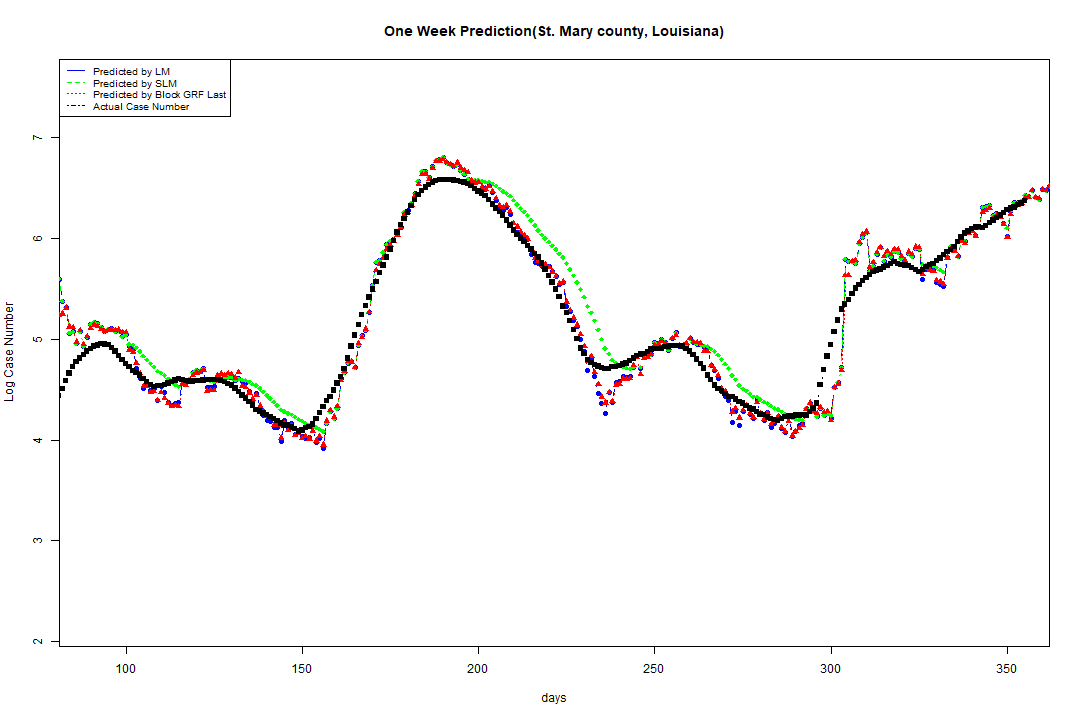 One Week Prediction(St. Mary county, Louisiana)
Predicted by LM
Predicted by SLM
Predicted by Block GRF Last
Actual Case Number
7
6
5
4
3
2
Log Case Number
100 150 200 250 300 350
days